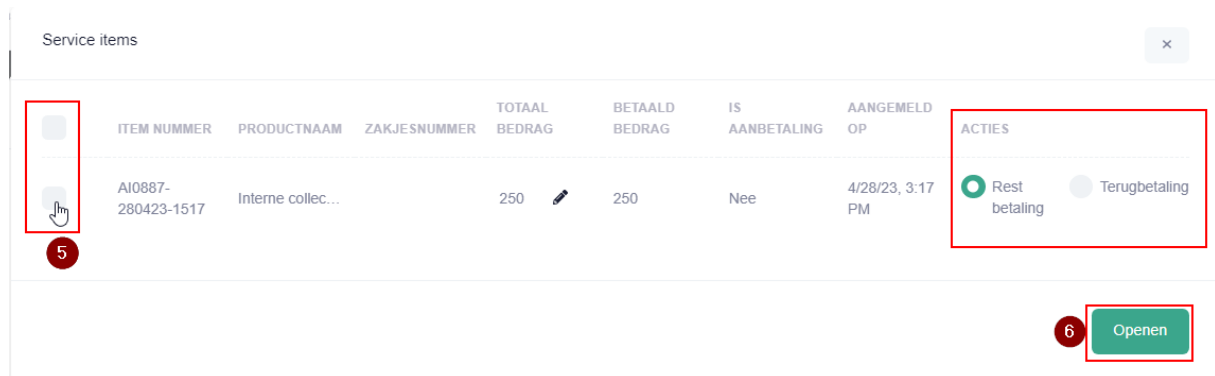 Service items
×
ITEM NUMMER PRODUCTNAAM ZAKJESNUMMER TOTAAL BEDRAG BETAALD BEDRAG IS AANBETALING AANGEMELD OP ACTIES
AI0887-280423-1517 Interne collec... 250 250 Nee 4/28/23, 3:17 PM Rest betaling Terugbetaling
5
6 Openen